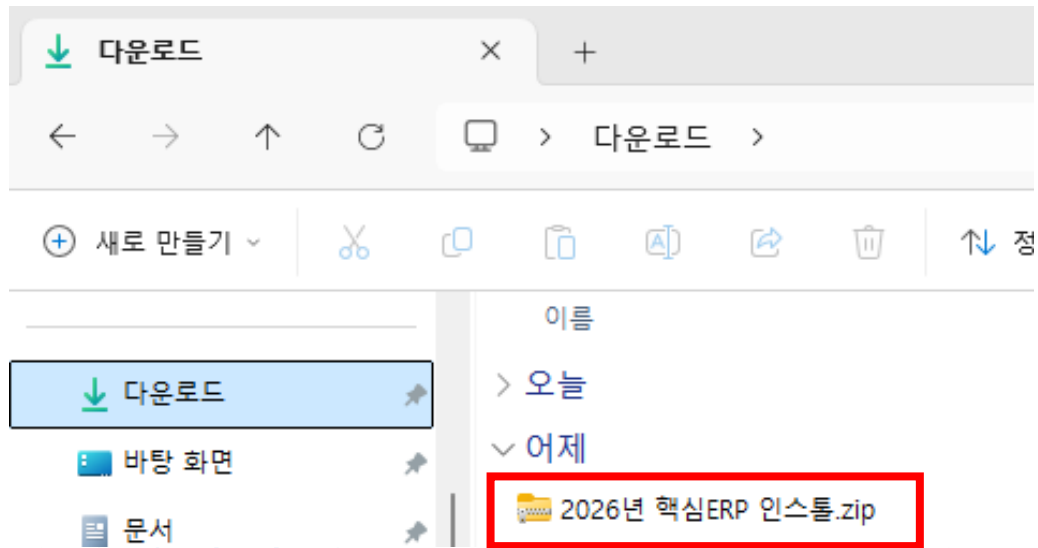 다운로드
다운로드
새로 만들기
정
이름
다운로드
오늘
바탕 화면
어제
문서
2026년 핵심ERP 인스톨.zip